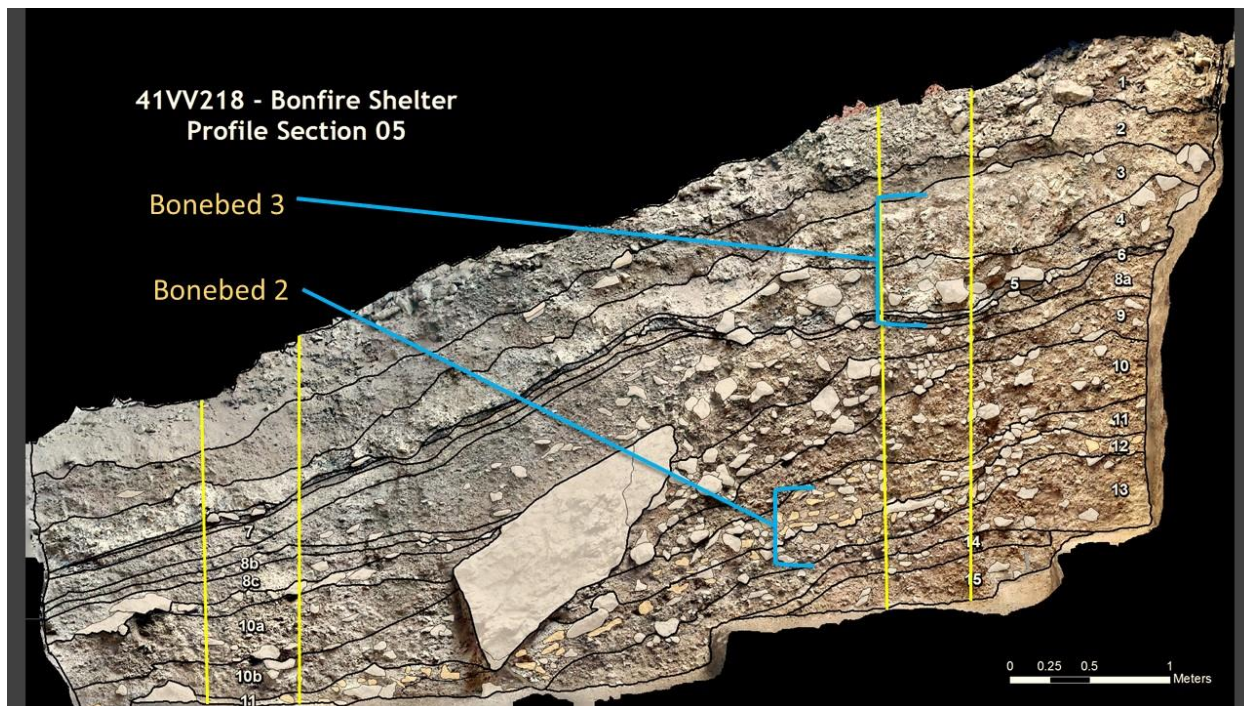 41VV218 - Bonfire Shelter
Profile Section 05
Bonebed 3
Bonebed 2
1
2
3
4
6
5
8a
9
10
11
12
13
14
15
7
8b
8c
10a
10b
11
0 0.25 0.5 1
Meters